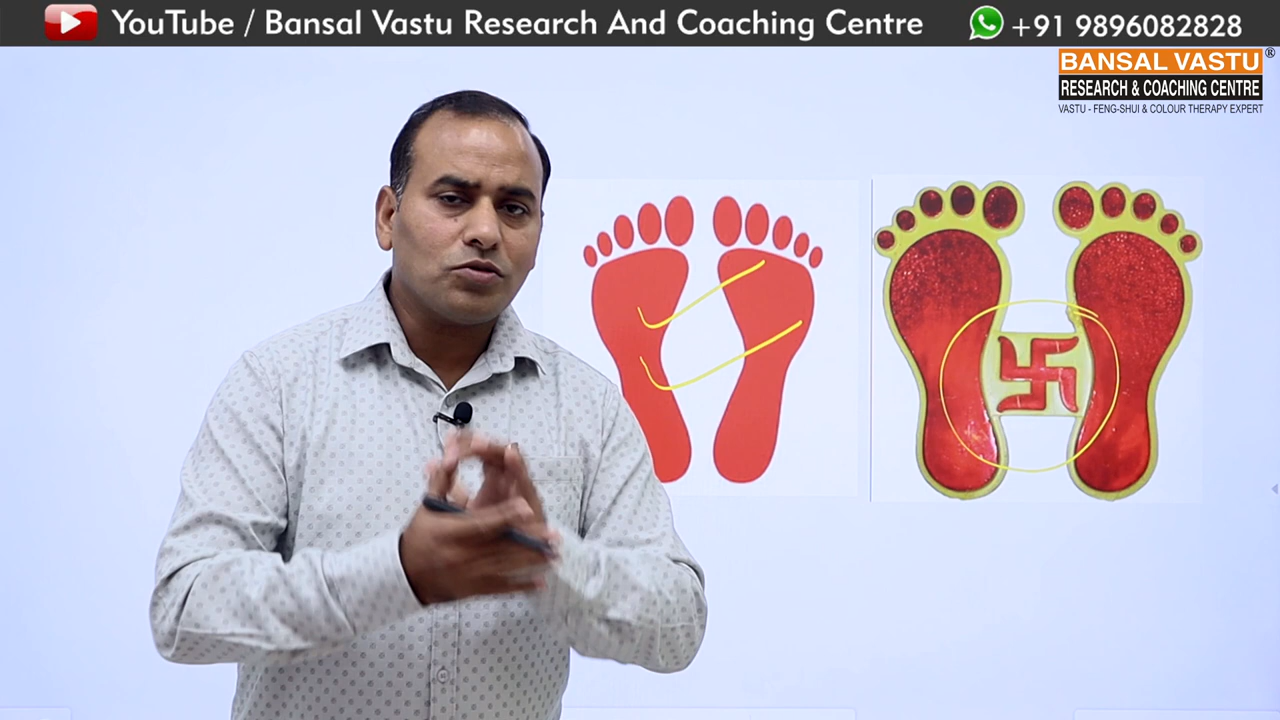 YouTube / Bansal Vastu Research And Coaching Centre
+91 9896082828
BANSAL VASTU®
RESEARCH & COACHING CENTRE
VASTU - FENG-SHUI & COLOUR THERAPY EXPERT